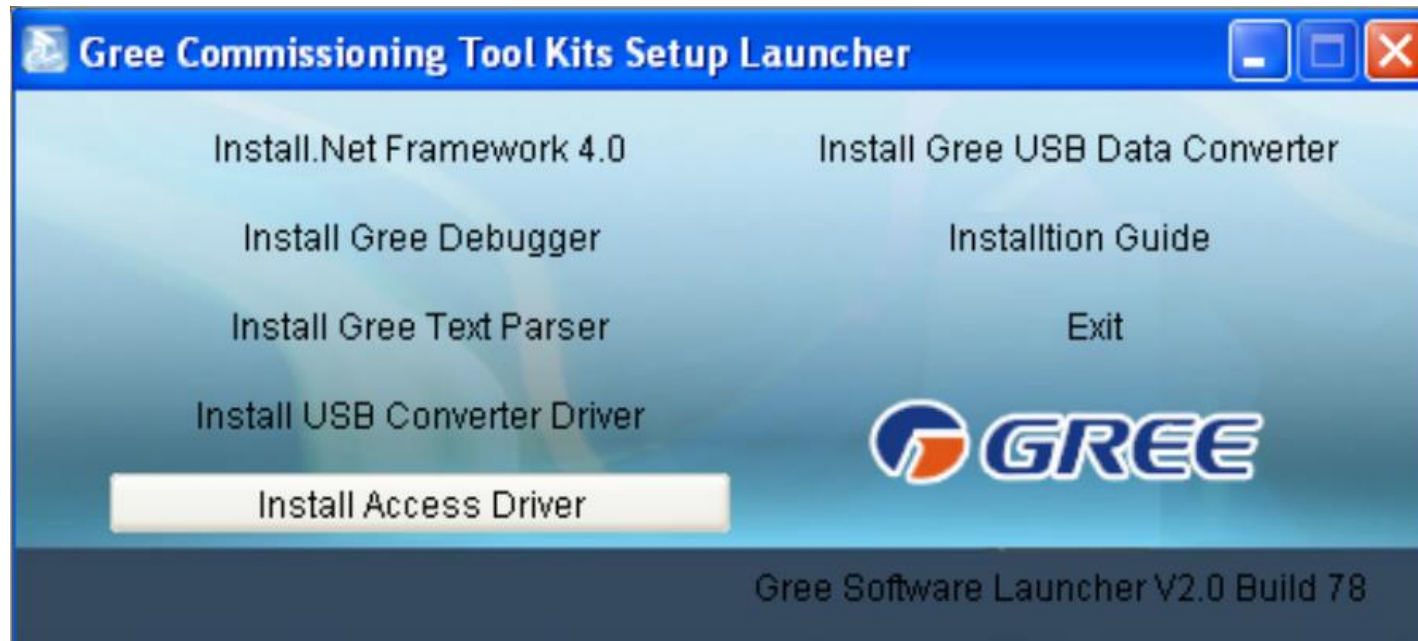 Gree Commissioning Tool Kits Setup Launcher
Install.Net Framework 4.0
Install Gree USB Data Converter
Install Gree Debugger
Installtion Guide
Install Gree Text Parser
Exit
Install USB Converter Driver
GREE
Install Access Driver
Gree Software Launcher V2.0 Build 78